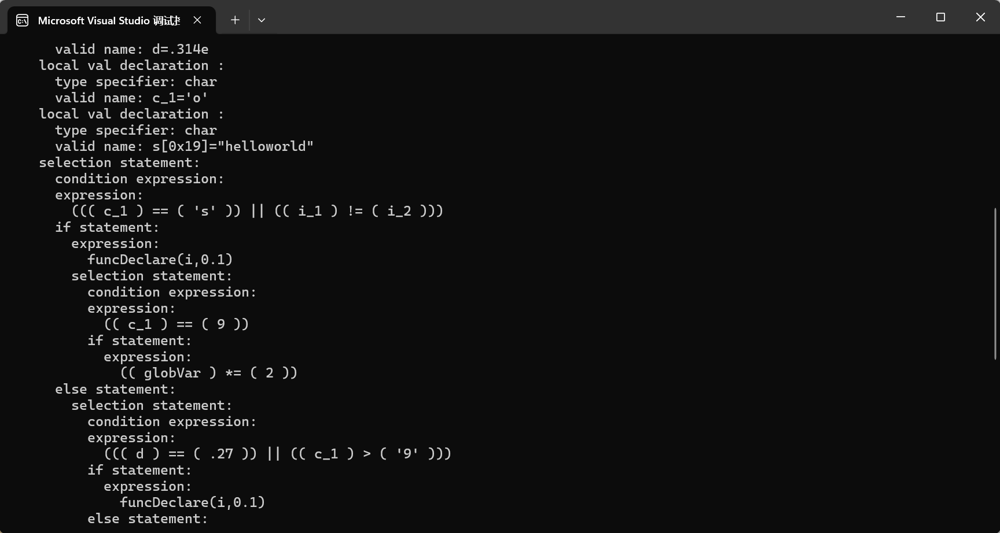 Microsoft Visual Studio 调试
valid name: d=.314e
local val declaration :
type specifier: char
valid name: c_1='o'
local val declaration :
type specifier: char
valid name: s[0x19]="helloworld"
selection statement:
condition expression:
expression:
((( c_1 ) == ( 's' )) || (( i_1 ) != ( i_2 )))
if statement:
expression:
funcDeclare(i,0.1)
selection statement:
condition expression:
expression:
(( c_1 ) == ( 9 ))
if statement:
expression:
(( globVar ) *= ( 2 ))
else statement:
selection statement:
condition expression:
expression:
((( d ) == ( .27 )) || (( c_1 ) > ( '9' )))
if statement:
expression:
funcDeclare(i,0.1)
else statement: